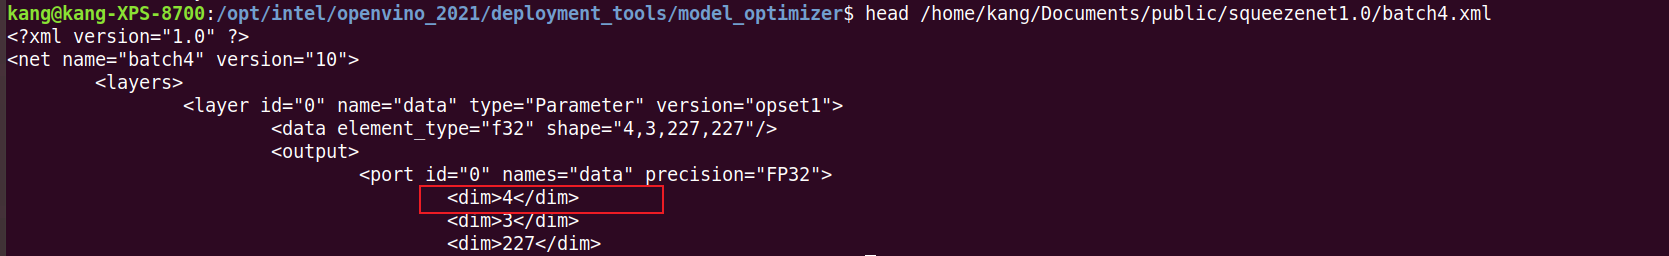 kang@kang-XPS-8700:/opt/intel/openvino_2021/deployment_tools/model_optimizer$ head /home/kang/Documents/public/squeezenet1.0/batch4.xml
<?xml version="1.0" ?>
<net name="batch4" version="10">
        <layers>
                <layer id="0" name="data" type="Parameter" version="opset1">
                        <data element_type="f32" shape="4,3,227,227"/>
                        <output>
                                <port id="0" names="data" precision="FP32">
                                        <dim>4</dim>
                                        <dim>3</dim>
                                        <dim>227</dim>